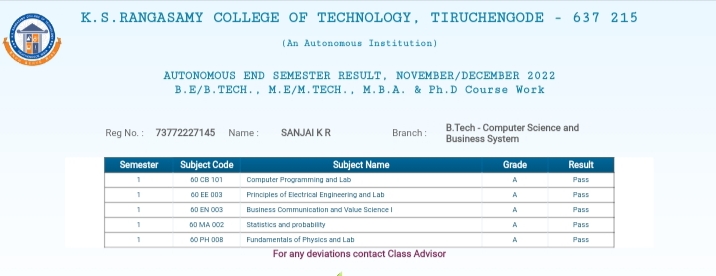 K.S.RANGASAMY COLLEGE OF TECHNOLOGY, TIRUCHENGODE - 637 215
(An Autonomous Institution)
AUTONOMOUS END SEMESTER RESULT, NOVEMBER/DECEMBER 2022
B.E/B.TECH., M.E/M.TECH., M.B.A. & Ph.D Course Work
Reg No. : 73772227145 Name : SANJAI K R Branch : B.Tech - Computer Science and
Business System
Semester Subject Code Subject Name Grade Result
1 60 CB 101 Computer Programming and Lab A Pass
1 60 EE 003 Principles of Electrical Engineering and Lab A Pass
1 60 EN 003 Business Communication and Value Science I A Pass
1 60 MA 002 Statistics and probability A Pass
1 60 PH 008 Fundamentals of Physics and Lab A Pass
For any deviations contact Class Advisor